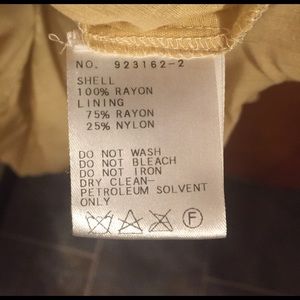 NO. 923162-2
SHELL
100% RAYON
LINING
75% RAYON
25% NYLON
DO NOT WASH
DO NOT BLEACH
DO NOT IRON
DRY CLEAN—
PETROLEUM SOLVENT
ONLY
F